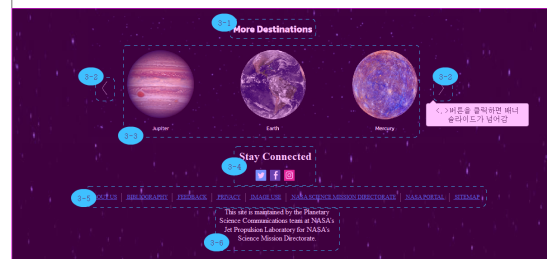 3-1
More Destinations
3-2
3-2
<, >버튼을 클릭하면 배너
슬라이드가 넘어감
3-3
Jupiter
Earth
Mercury
Stay Connected
3-4
3-5
OUT US | BIBLIOGRAPHY | FEEDBACK | PRIVACY | IMAGE USE | NASA SCIENCE MISSION DIRECTORATE | NASA PORTAL | SITEMAP
This site is maintained by the Planetary
Science Communications team at NASA's
Jet Propulsion Laboratory for NASA's
Science Mission Directorate.
3-6